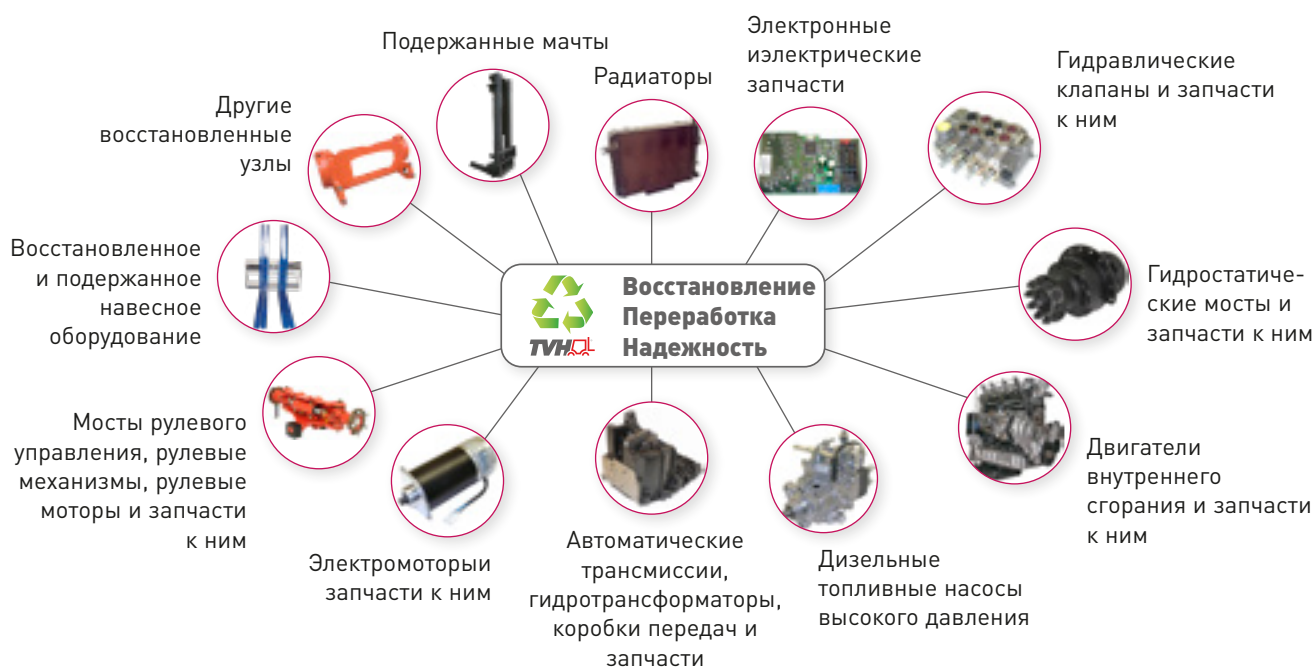 Подержанные мачты
Радиаторы
Электронные
иэлектрические
запчасти
Гидравлические
клапаны и запчасти
к ним
Другие
восстановленные
узлы
Восстановленное
и подержанное
навесное
оборудование
Восстановление
Переработка
Надежность
TVH
Гидростатиче-
ские мосты и
запчасти к ним
Мосты рулевого
управления, рулевые
механизмы, рулевые
моторы и запчасти
к ним
Электромоторыи
запчасти к ним
Автоматические
трансмиссии,
гидротрансформаторы,
коробки передач и
запчасти
Дизельные
топливные насосы
высокого давления
Двигатели
внутреннего
сгорания и запчасти
к ним